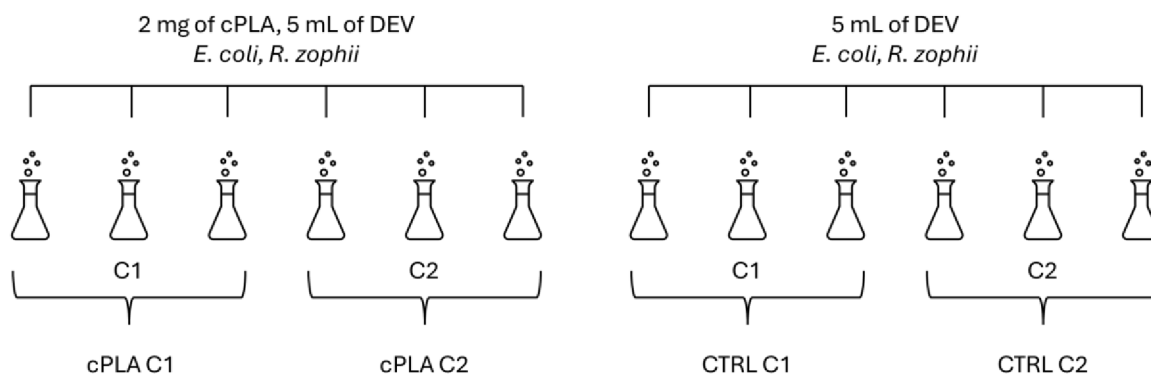 2 mg of cPLA, 5 mL of DEV
E. coli, R. zophii
5 mL of DEV
E. coli, R. zophii
C1
C2
C1
C2
cPLA C1
cPLA C2
CTRL C1
CTRL C2